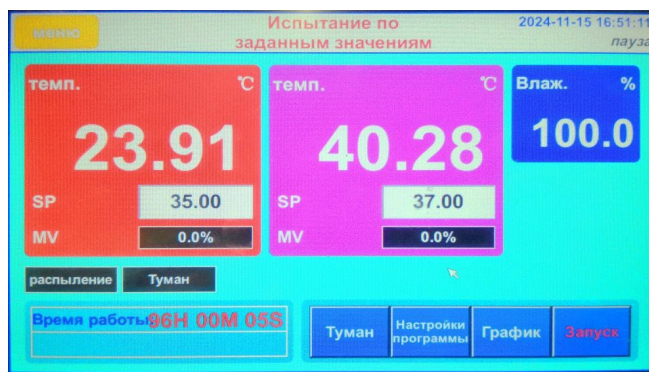 меню
Испытание по
заданным значениям
2024-11-15 16:51:11
пауза
темп. °C
23.91
SP 35.00
MV 0.0%
темп. °C
40.28
SP 37.00
MV 0.0%
Влаж. %
100.0
распыление
Туман
Время работы: 96H 00M 05S
Туман
Настройки
программы
График
Запуск